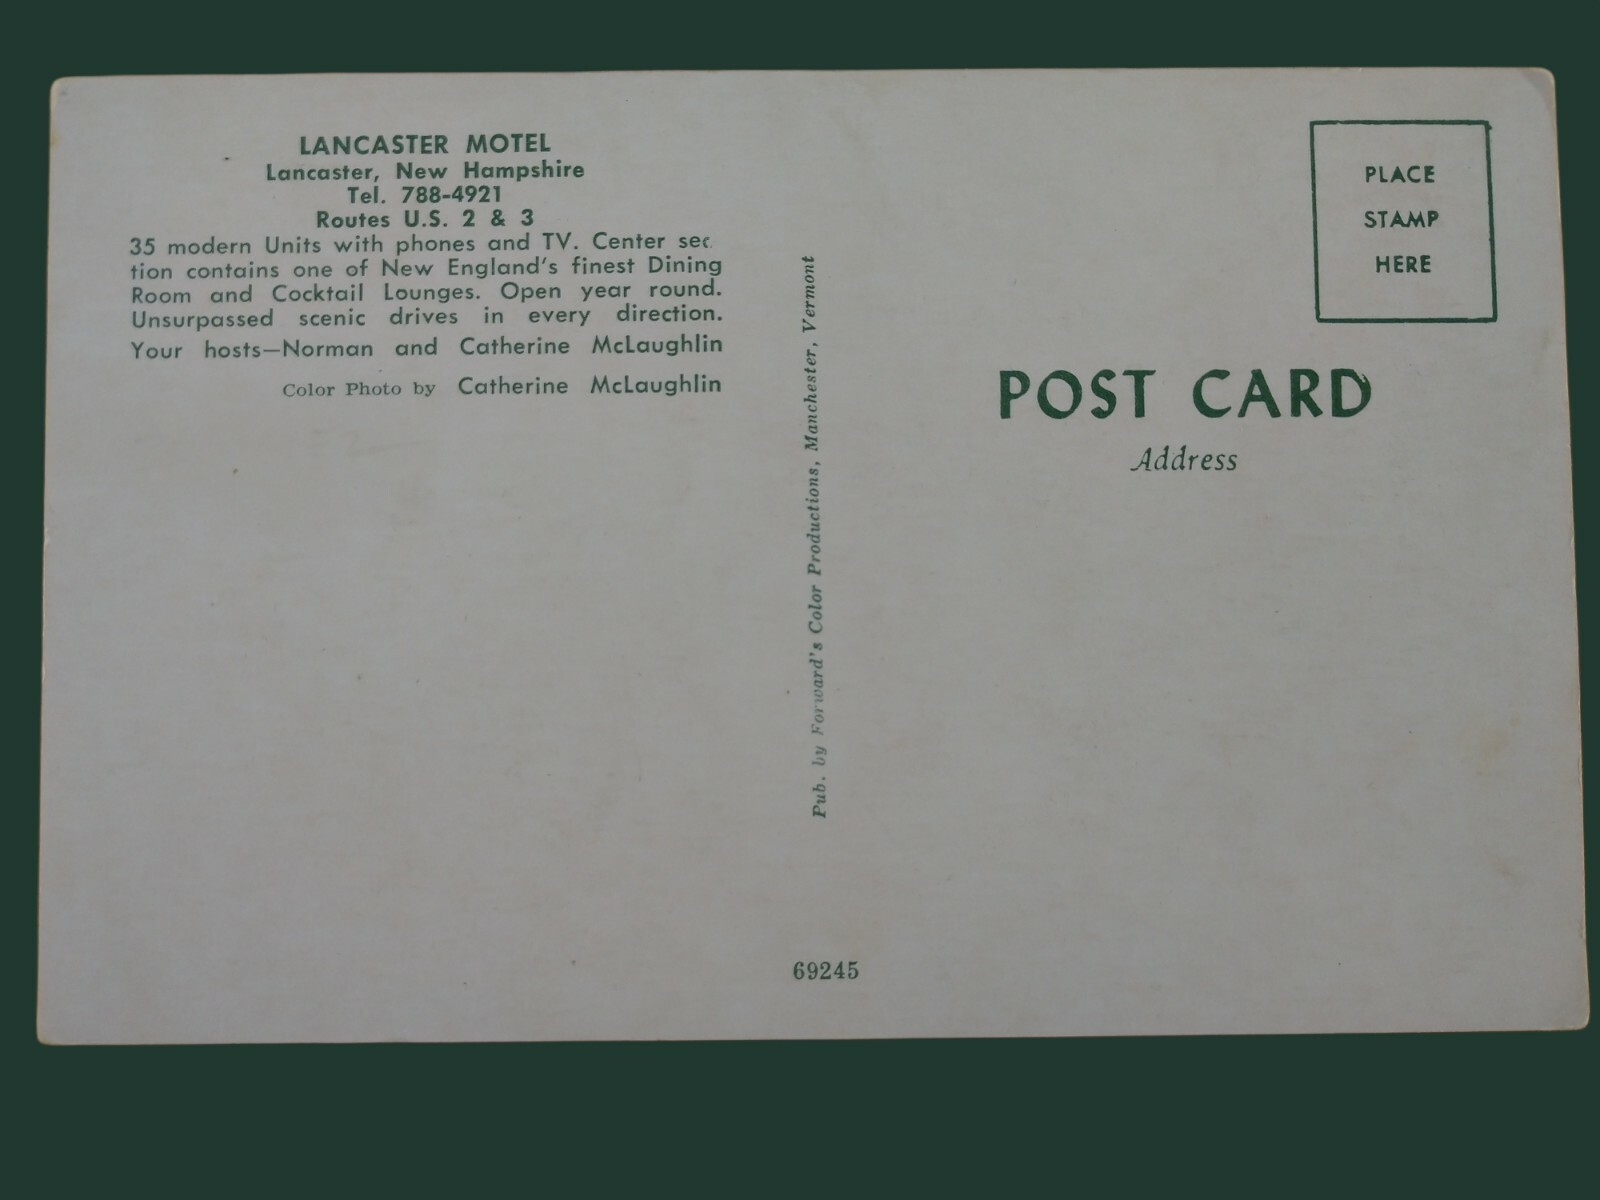 LANCASTER MOTEL
Lancaster, New Hampshire
Tel. 788-4921
Routes U.S. 2 & 3
35 modern Units with phones and TV. Center sec
tion contains one of New England's finest Dining
Room and Cocktail Lounges. Open year round.
Unsurpassed scenic drives in every direction.
Your hosts—Norman and Catherine McLaughlin
Color Photo by Catherine McLaughlin
Pub. by Forward's Color Productions, Manchester, Vermont
69245
PLACE
STAMP
HERE
POST CARD
Address